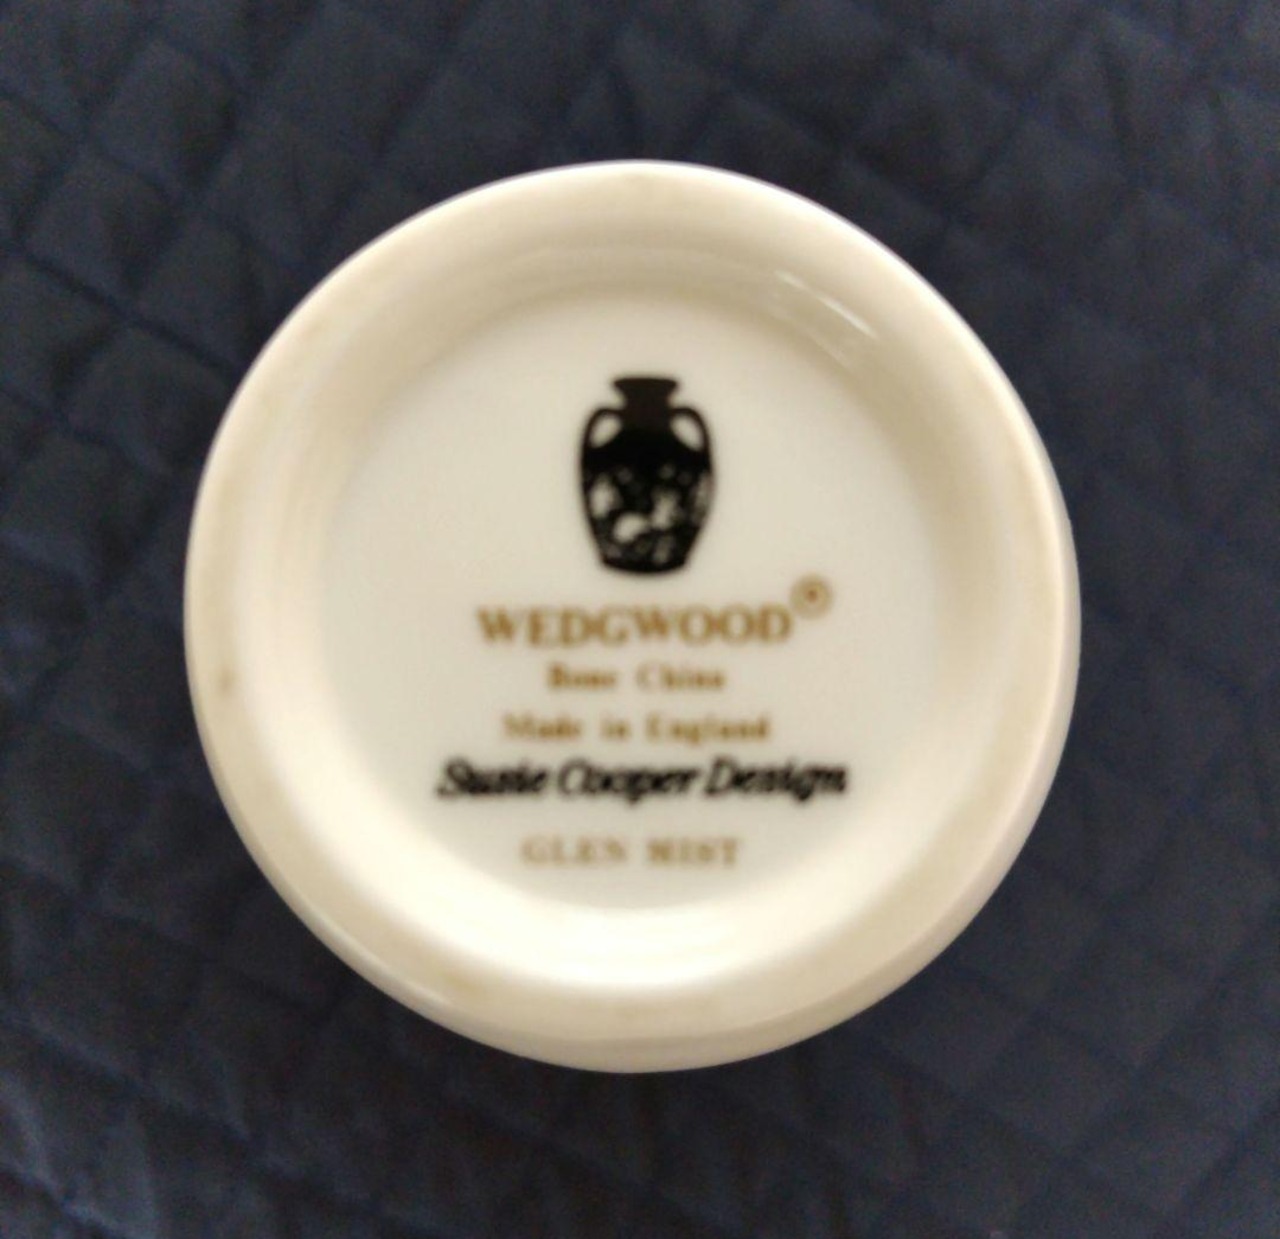 WEDGWOOD®
Bone China
Made in England
Susie Cooper Design
GLEN MIST